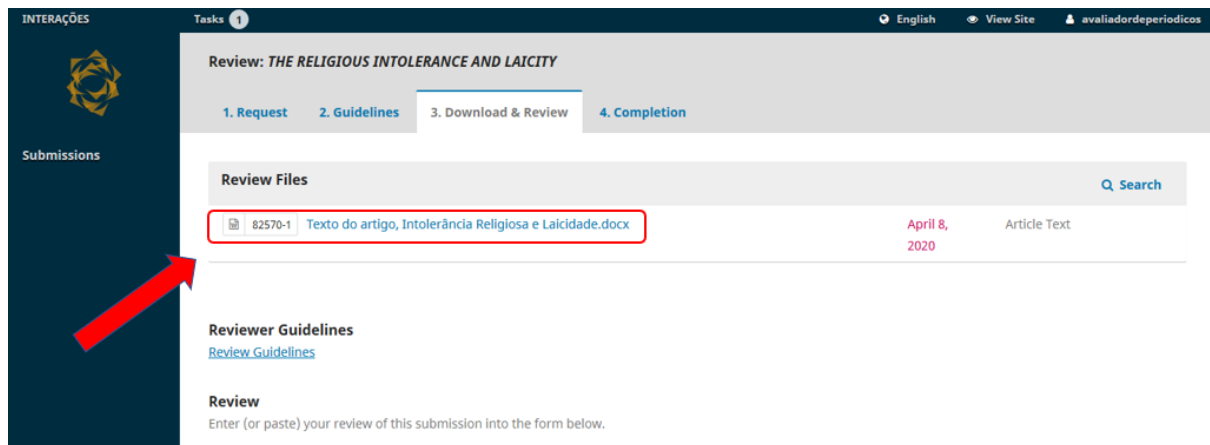 INTERAÇÕES
Tasks 1
English
View Site
avaliadordeperiodicos
Review: THE RELIGIOUS INTOLERANCE AND LAICITY
1. Request
2. Guidelines
3. Download & Review
4. Completion
Submissions
Review Files
Search
82570-1
Texto do artigo, Intolerância Religiosa e Laicidade.docx
April 8,
2020
Article Text
Reviewer Guidelines
Review Guidelines
Review
Enter (or paste) your review of this submission into the form below.